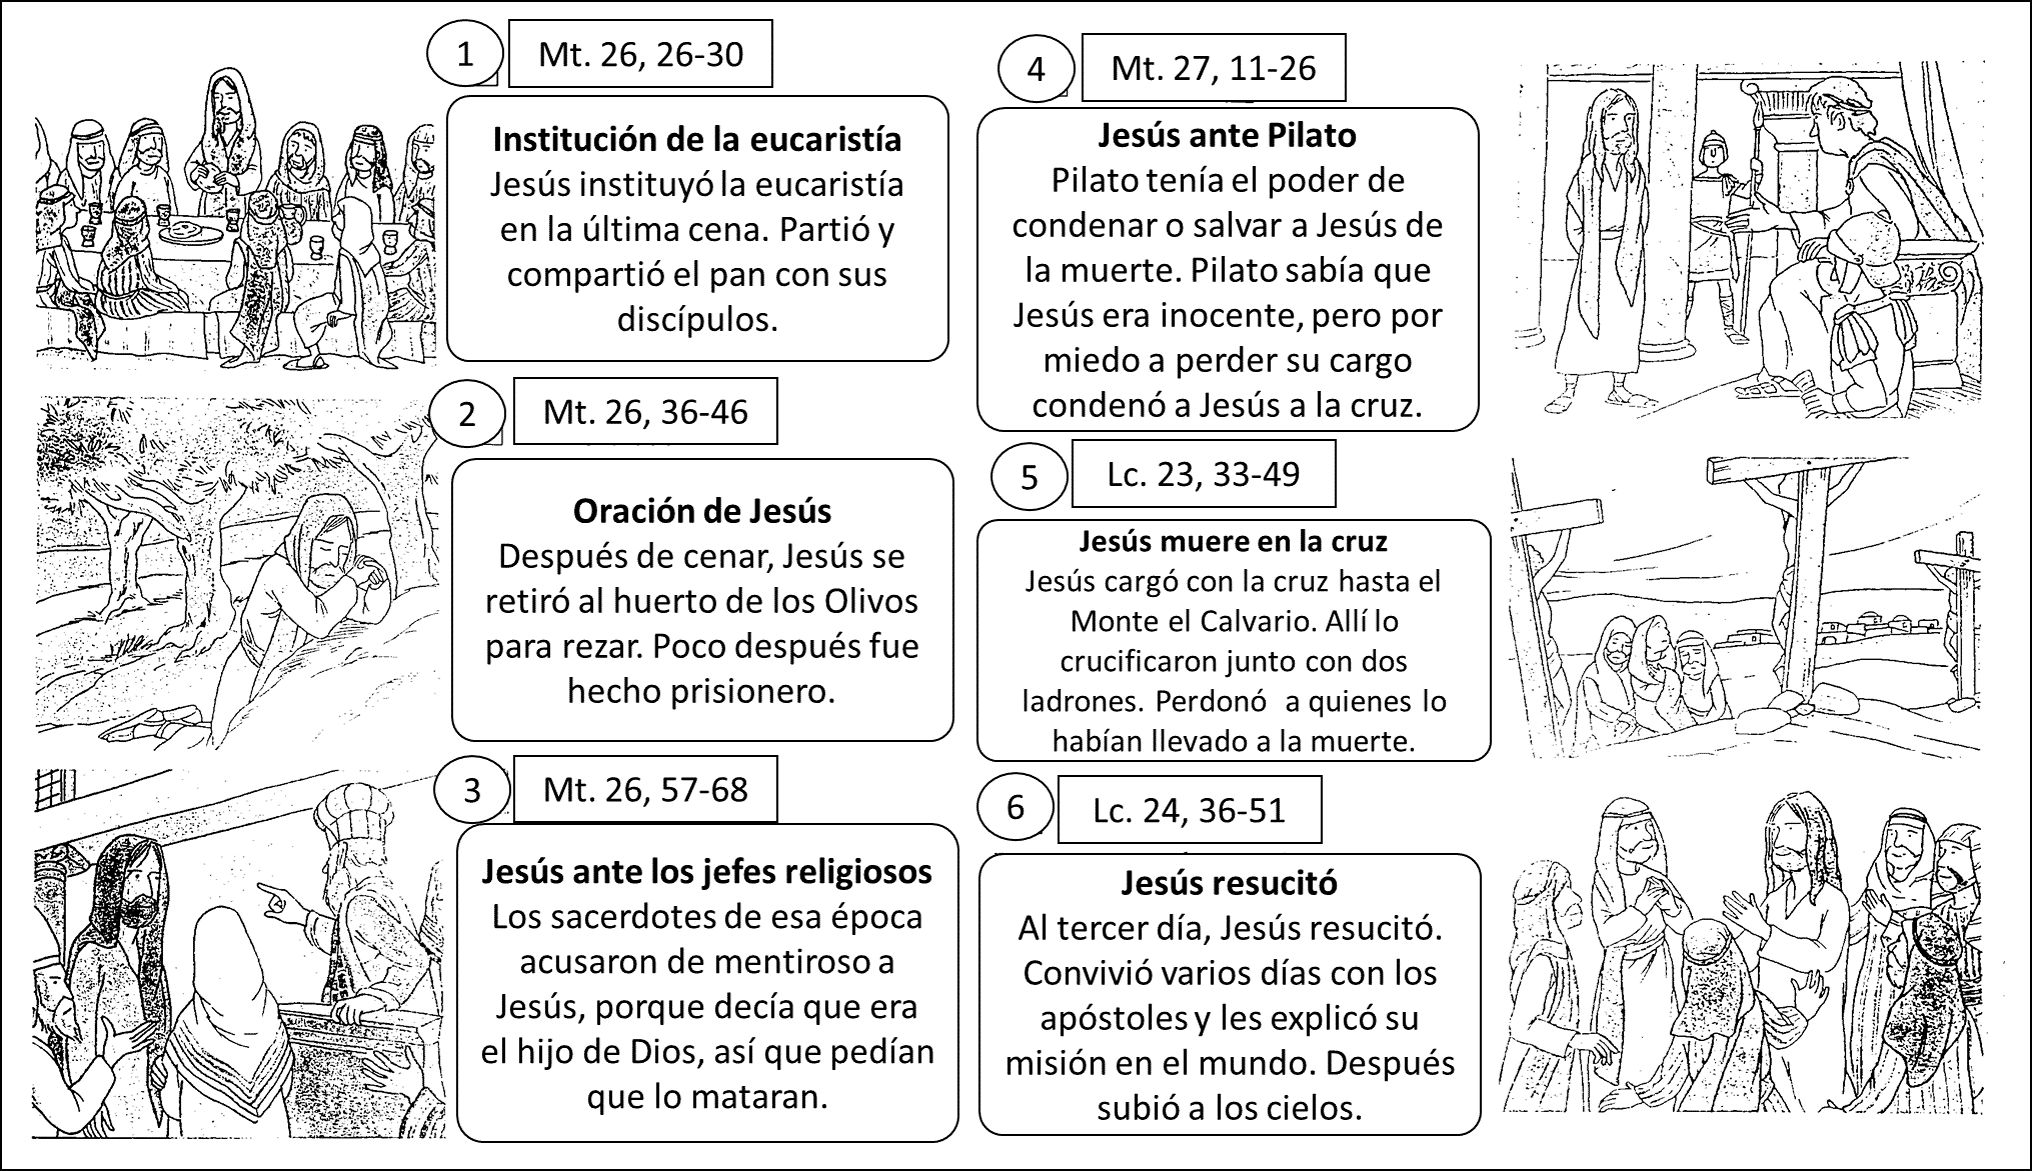 1
Mt. 26, 26-30
Institución de la eucaristía
Jesús instituyó la eucaristía
en la última cena. Partió y
compartió el pan con sus
discípulos.
2
Mt. 26, 36-46
Oración de Jesús
Después de cenar, Jesús se
retiró al huerto de los Olivos
para rezar. Poco después fue
hecho prisionero.
3
Mt. 26, 57-68
Jesús ante los jefes religiosos
Los sacerdotes de esa época
acusaron de mentiroso a
Jesús, porque decía que era
el hijo de Dios, así que pedían
que lo mataran.
4
Mt. 27, 11-26
Jesús ante Pilato
Pilato tenía el poder de
condenar o salvar a Jesús de
la muerte. Pilato sabía que
Jesús era inocente, pero por
miedo a perder su cargo
condenó a Jesús a la cruz.
5
Lc. 23, 33-49
Jesús muere en la cruz
Jesús cargó con la cruz hasta el
Monte el Calvario. Allí lo
crucificaron junto con dos
ladrones. Perdonó  a quienes lo
habían llevado a la muerte.
6
Lc. 24, 36-51
Jesús resucitó
Al tercer día, Jesús resucitó.
Convivió varios días con los
apóstoles y les explicó su
misión en el mundo. Después
subió a los cielos.